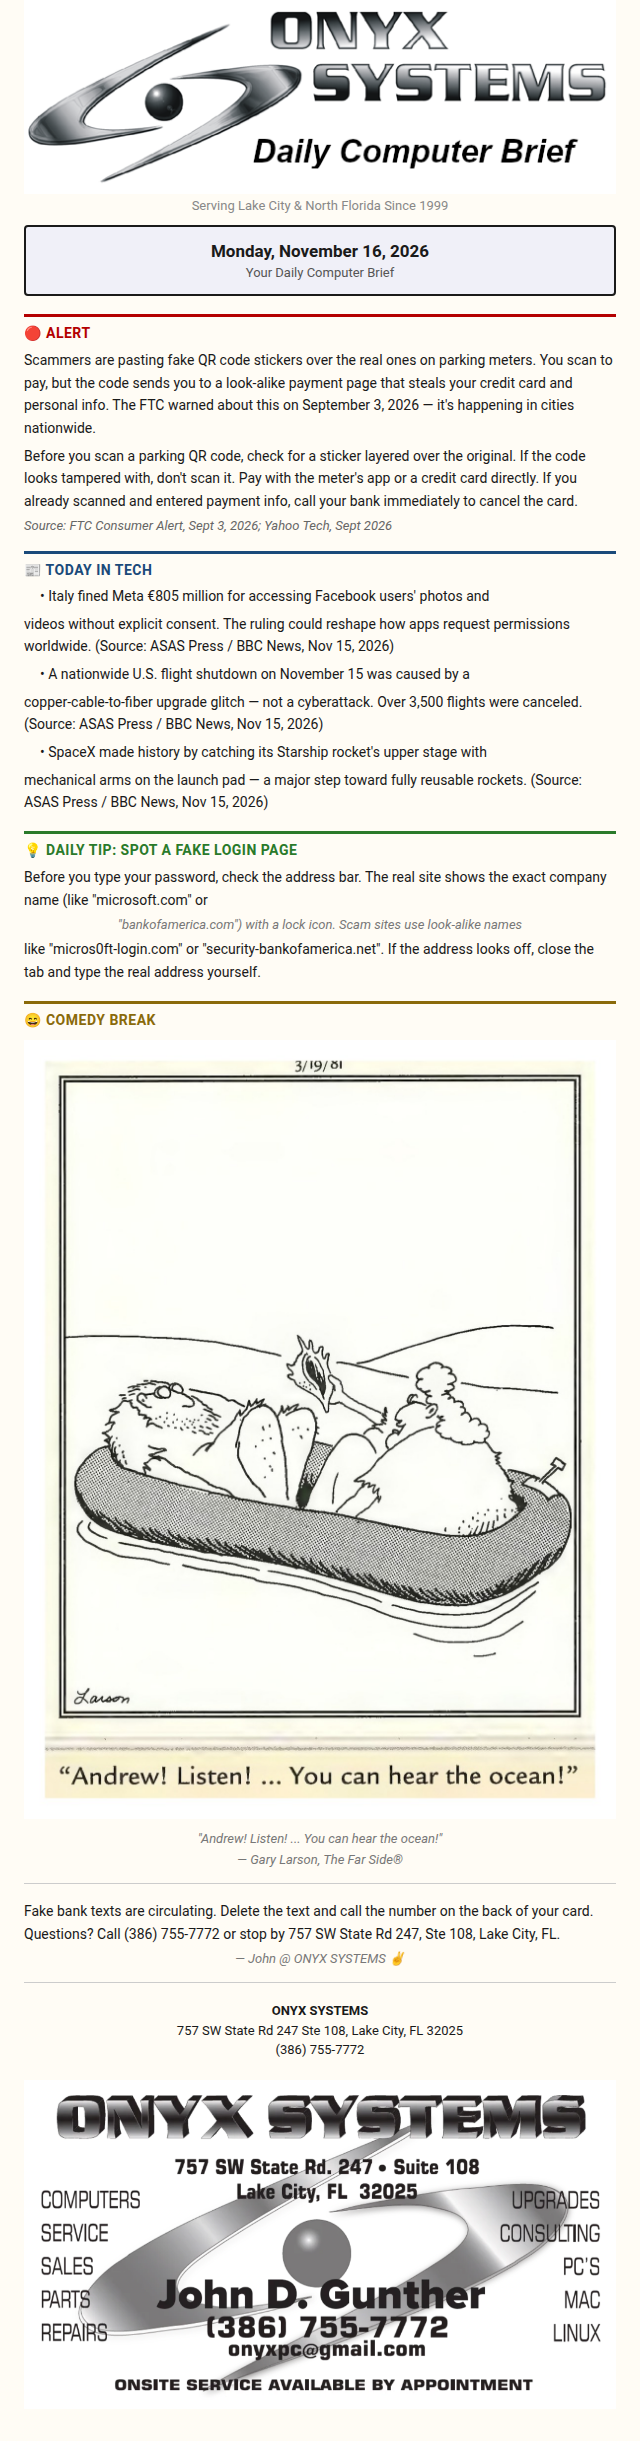 ONYX
SYSTEMS
Daily Computer Brief
Serving Lake City & North Florida Since 1999
Monday, November 16, 2026
Your Daily Computer Brief
🔴 ALERT
Scammers are pasting fake QR code stickers over the real ones on parking meters. You scan to
pay, but the code sends you to a look-alike payment page that steals your credit card and
personal info. The FTC warned about this on September 3, 2026 — it's happening in cities
nationwide.
Before you scan a parking QR code, check for a sticker layered over the original. If the code
looks tampered with, don't scan it. Pay with the meter's app or a credit card directly. If you
already scanned and entered payment info, call your bank immediately to cancel the card.
Source: FTC Consumer Alert, Sept 3, 2026; Yahoo Tech, Sept 2026
📰 TODAY IN TECH
• Italy fined Meta €805 million for accessing Facebook users' photos and
videos without explicit consent. The ruling could reshape how apps request permissions
worldwide. (Source: ASAS Press / BBC News, Nov 15, 2026)
• A nationwide U.S. flight shutdown on November 15 was caused by a
copper-cable-to-fiber upgrade glitch — not a cyberattack. Over 3,500 flights were canceled.
(Source: ASAS Press / BBC News, Nov 15, 2026)
• SpaceX made history by catching its Starship rocket's upper stage with
mechanical arms on the launch pad — a major step toward fully reusable rockets. (Source:
ASAS Press / BBC News, Nov 15, 2026)
💡 DAILY TIP: SPOT A FAKE LOGIN PAGE
Before you type your password, check the address bar. The real site shows the exact company
name (like "microsoft.com" or
"bankofamerica.com") with a lock icon. Scam sites use look-alike names
like "micros0ft-login.com" or "security-bankofamerica.net". If the address looks off, close the
tab and type the real address yourself.
😄 COMEDY BREAK
3/19/81
Larson
“Andrew! Listen! ... You can hear the ocean!”
"Andrew! Listen! ... You can hear the ocean!"
— Gary Larson, The Far Side®
Fake bank texts are circulating. Delete the text and call the number on the back of your card.
Questions? Call (386) 755-7772 or stop by 757 SW State Rd 247, Ste 108, Lake City, FL.
— John @ ONYX SYSTEMS ✌️
ONYX SYSTEMS
757 SW State Rd 247 Ste 108, Lake City, FL 32025
(386) 755-7772
ONYX SYSTEMS
757 SW State Rd. 247 • Suite 108
Lake City, FL 32025
COMPUTERS
SERVICE
SALES
PARTS
REPAIRS
UPGRADES
CONSULTING
PC'S
MAC
LINUX
John D. Gunther
(386) 755-7772
onyxpc@gmail.com
ONSITE SERVICE AVAILABLE BY APPOINTMENT